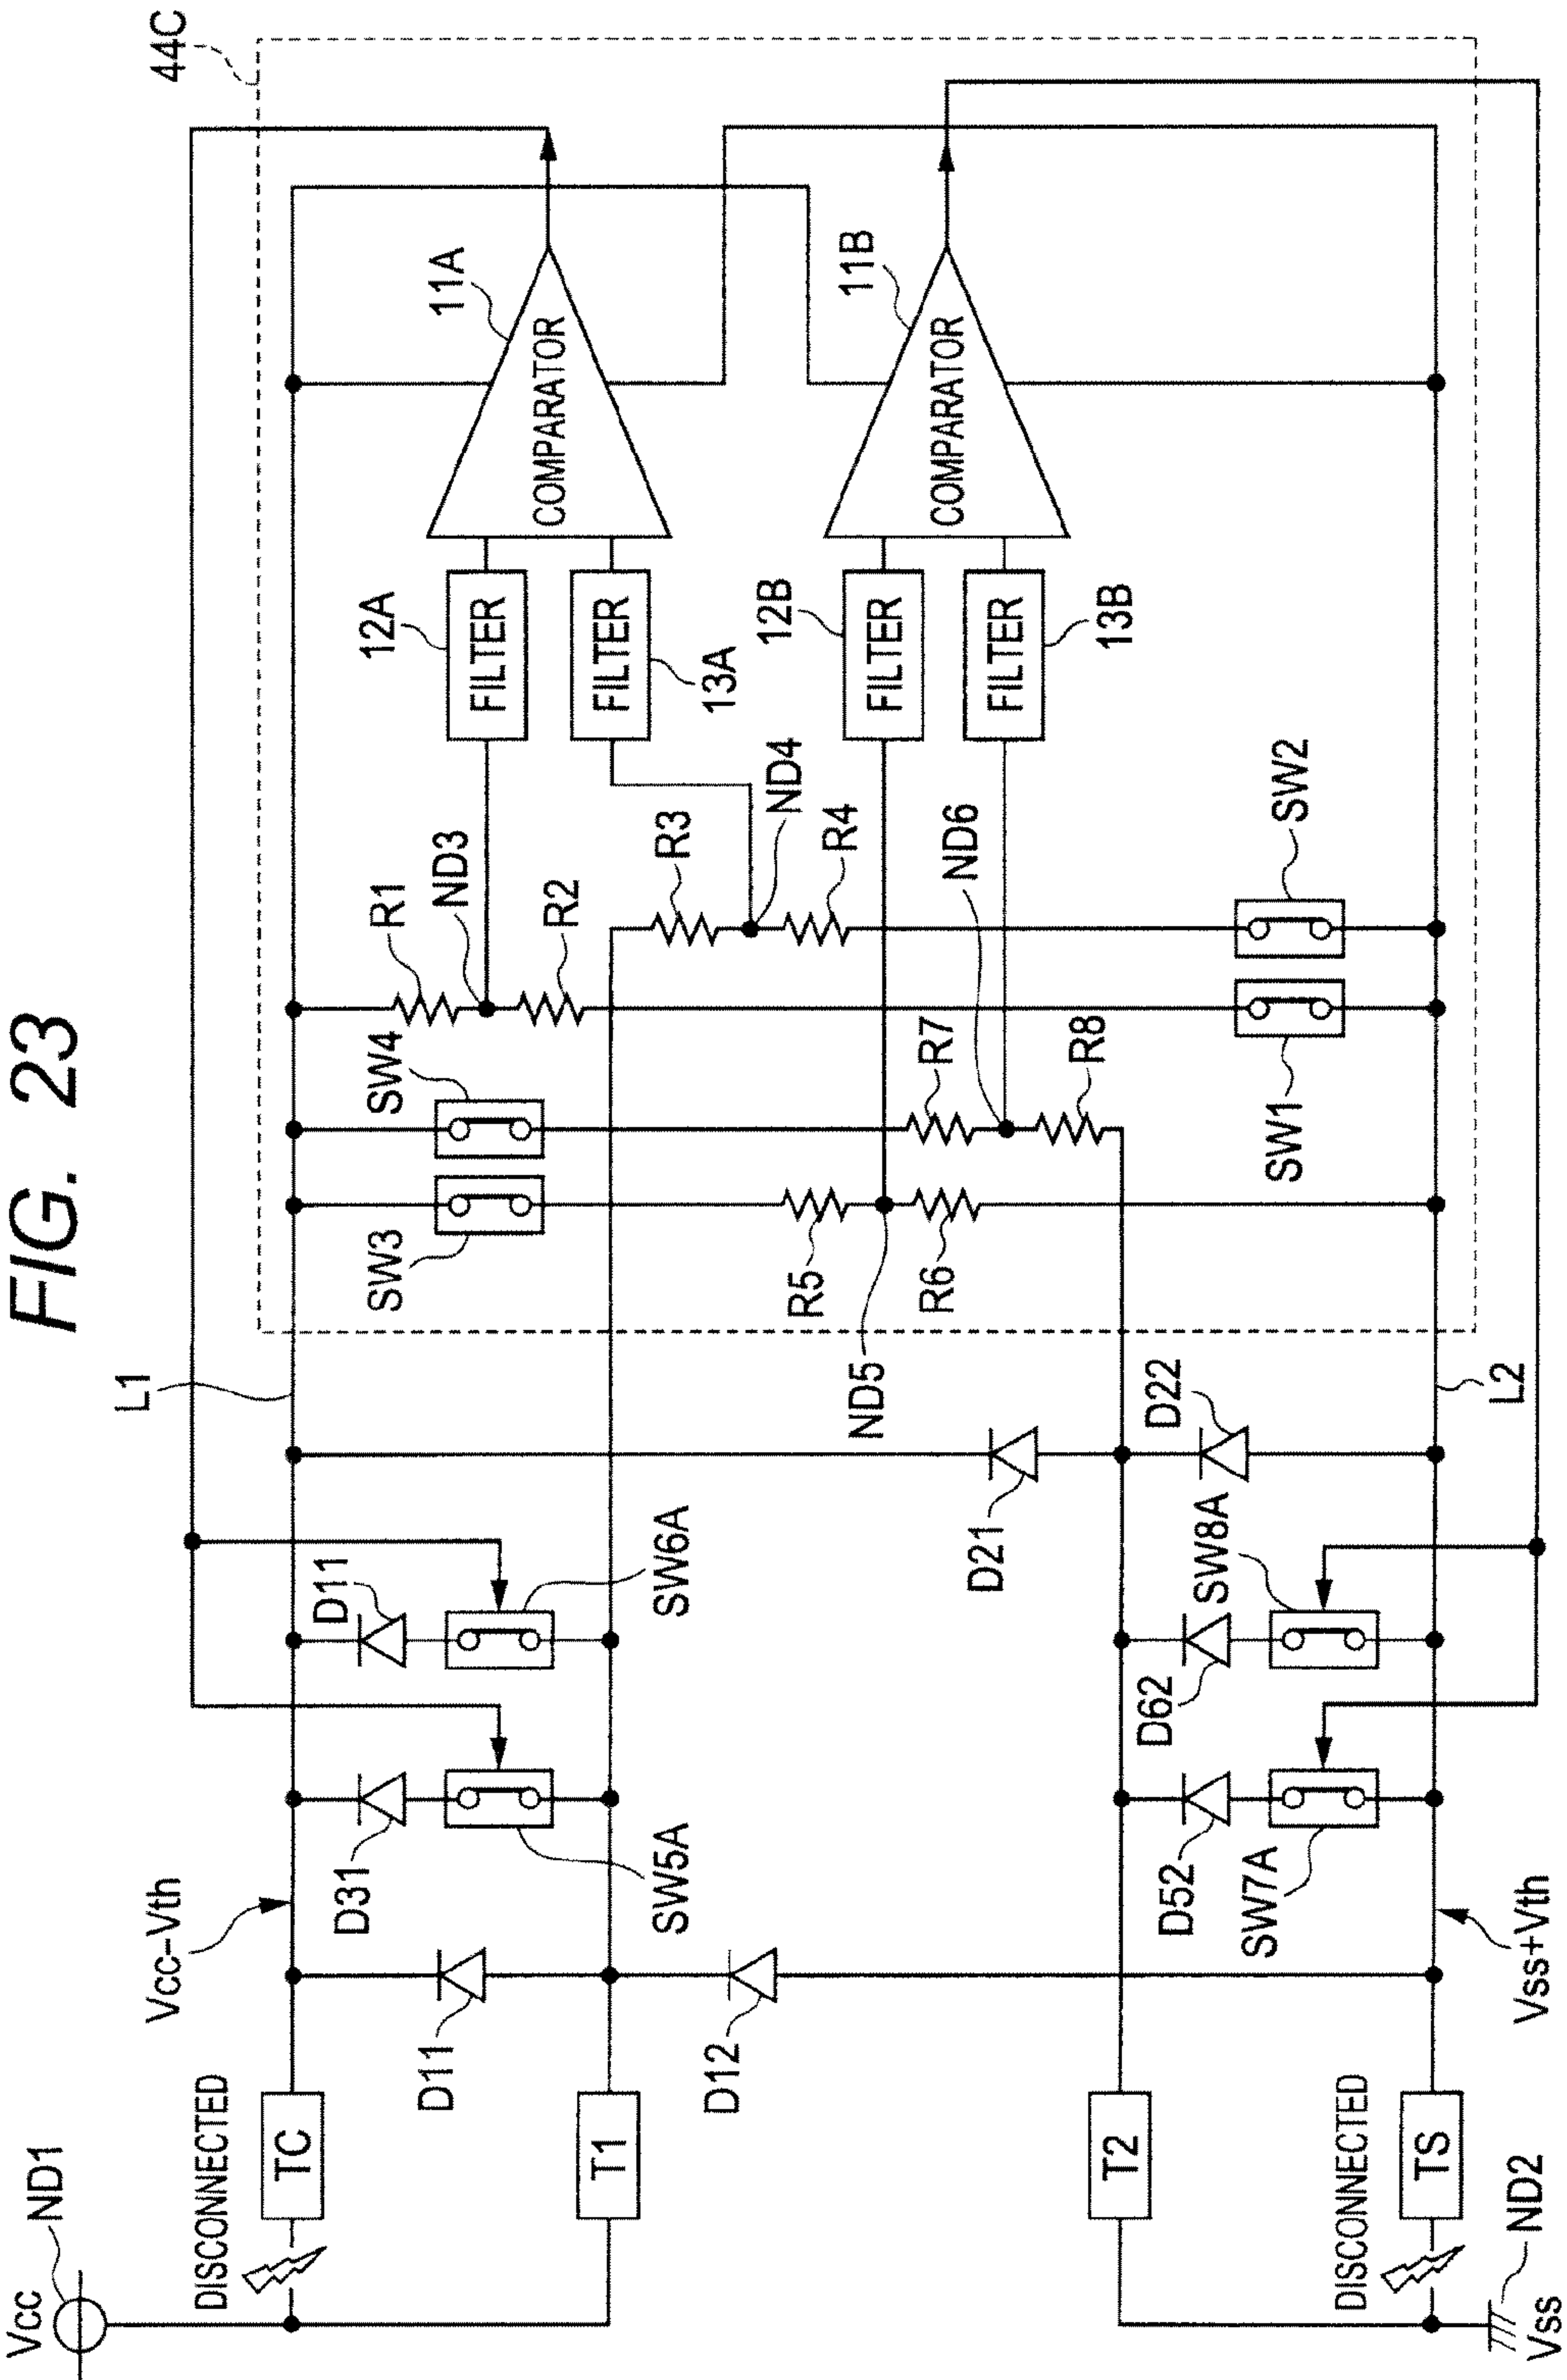 FIG. 23
Vcc
ND1
DISCONNECTED
TC
T1
Vcc-Vth
L1
44C
D11
D12
D31
SW5A
D11
SW6A
SW3
SW4
R1
ND3
R2
R3
ND4
R4
12A
FILTER
FILTER
13A
11A
COMPARATOR
D21
ND5
R5
R6
R7
ND6
R8
12B
FILTER
FILTER
13B
11B
COMPARATOR
T2
DISCONNECTED
TS
D52
SW7A
D62
SW8A
D22
SW1
SW2
Vss
ND2
Vss+Vth
L2